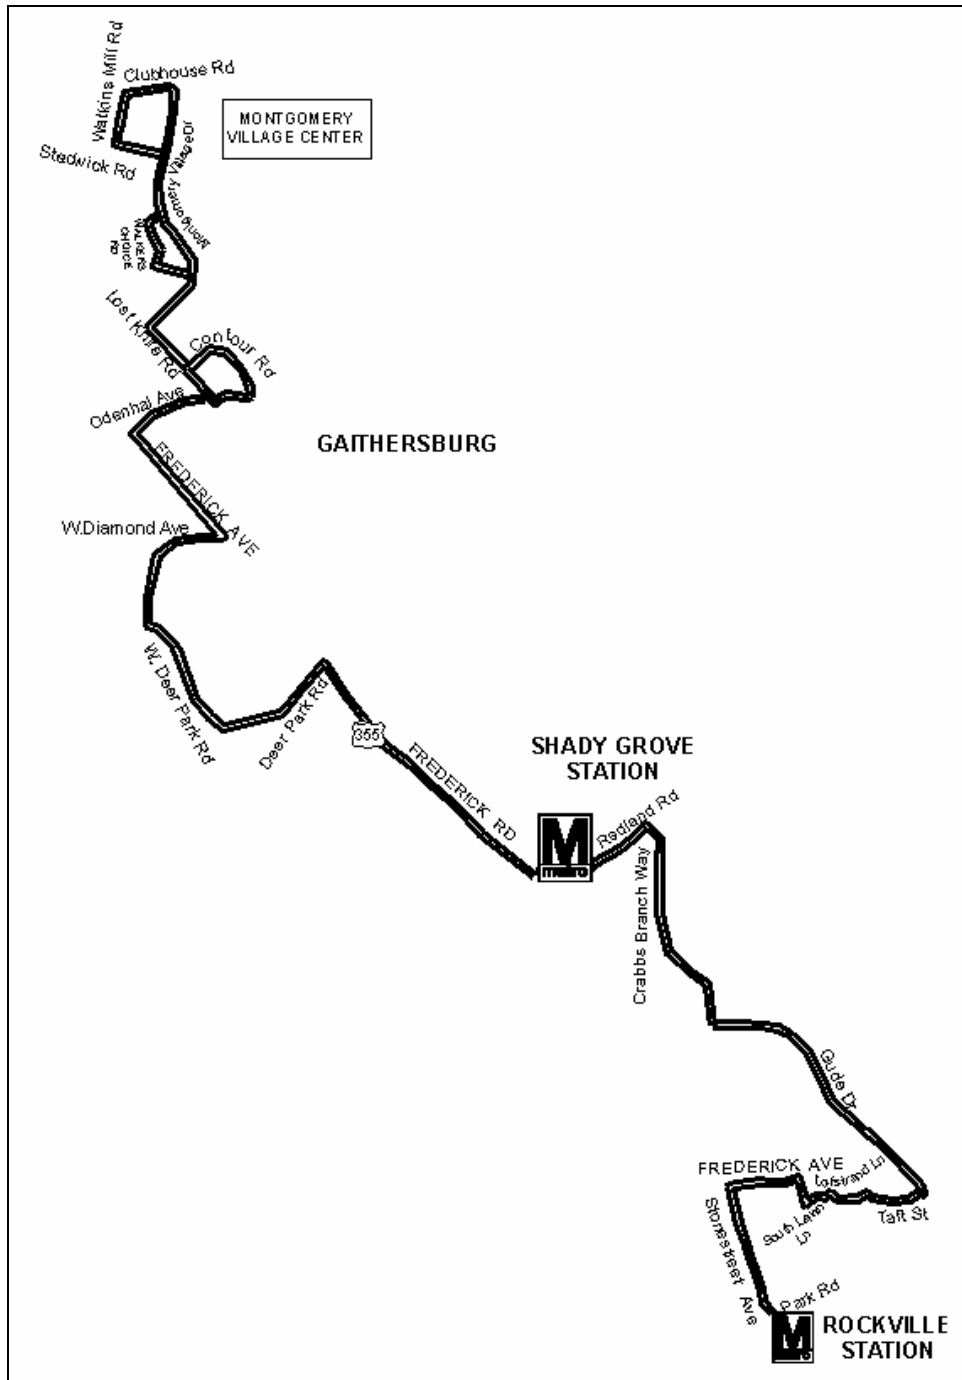 Watkins Mill Rd
Clubhouse Rd
MONTGOMERY
VILLAGE CENTER
Stedwick Rd
Montgomery Village Dr
WALKERS
CHOICE
RD
Lost Knife Rd
Contour Rd
Odenhal Ave
GAITHERSBURG
FREDERICK AVE
W.Diamond Ave
W. Deer Park Rd
Deer Park Rd
355
FREDERICK RD
SHADY GROVE
STATION
M
metro
Redland Rd
Crabbs Branch Way
Gude Dr
FREDERICK AVE
Lofstrand Ln
South Lawn
Ln
Taft St
Stonestreet Ave
Park Rd
M
ROCKVILLE
STATION